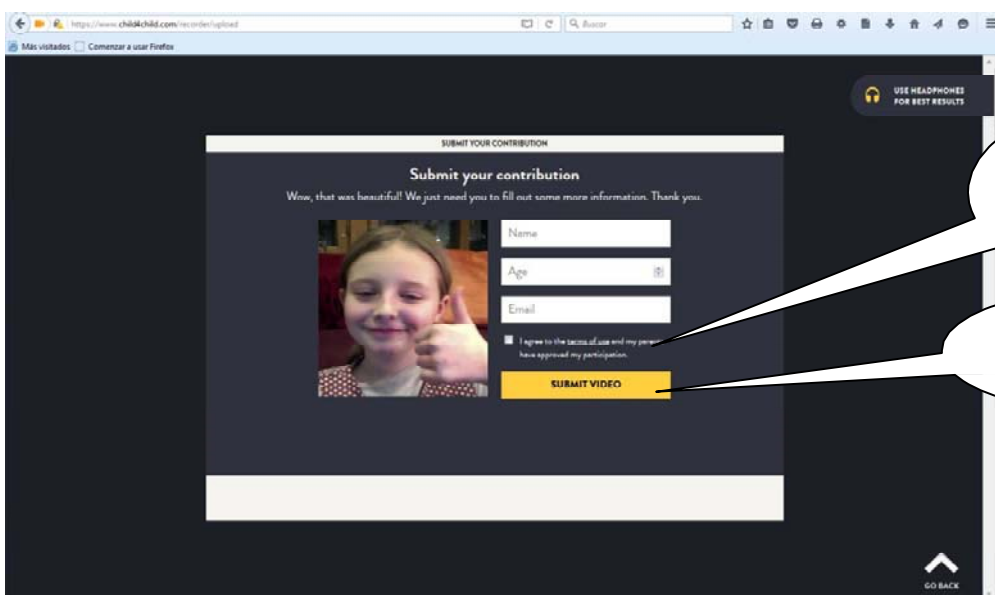 https://www.child4child.com/recorder/upload
Buscar
Más visitados Comenzar a usar Firefox
USE HEADPHONES
FOR BEST RESULTS
SUBMIT YOUR CONTRIBUTION
Submit your contribution
Wow, that was beautiful! We just need you to fill out some more information. Thank you.
Name
Age
Email
I agree to the terms of use and my
have approved my participation.
SUBMIT VIDEO
GO BACK